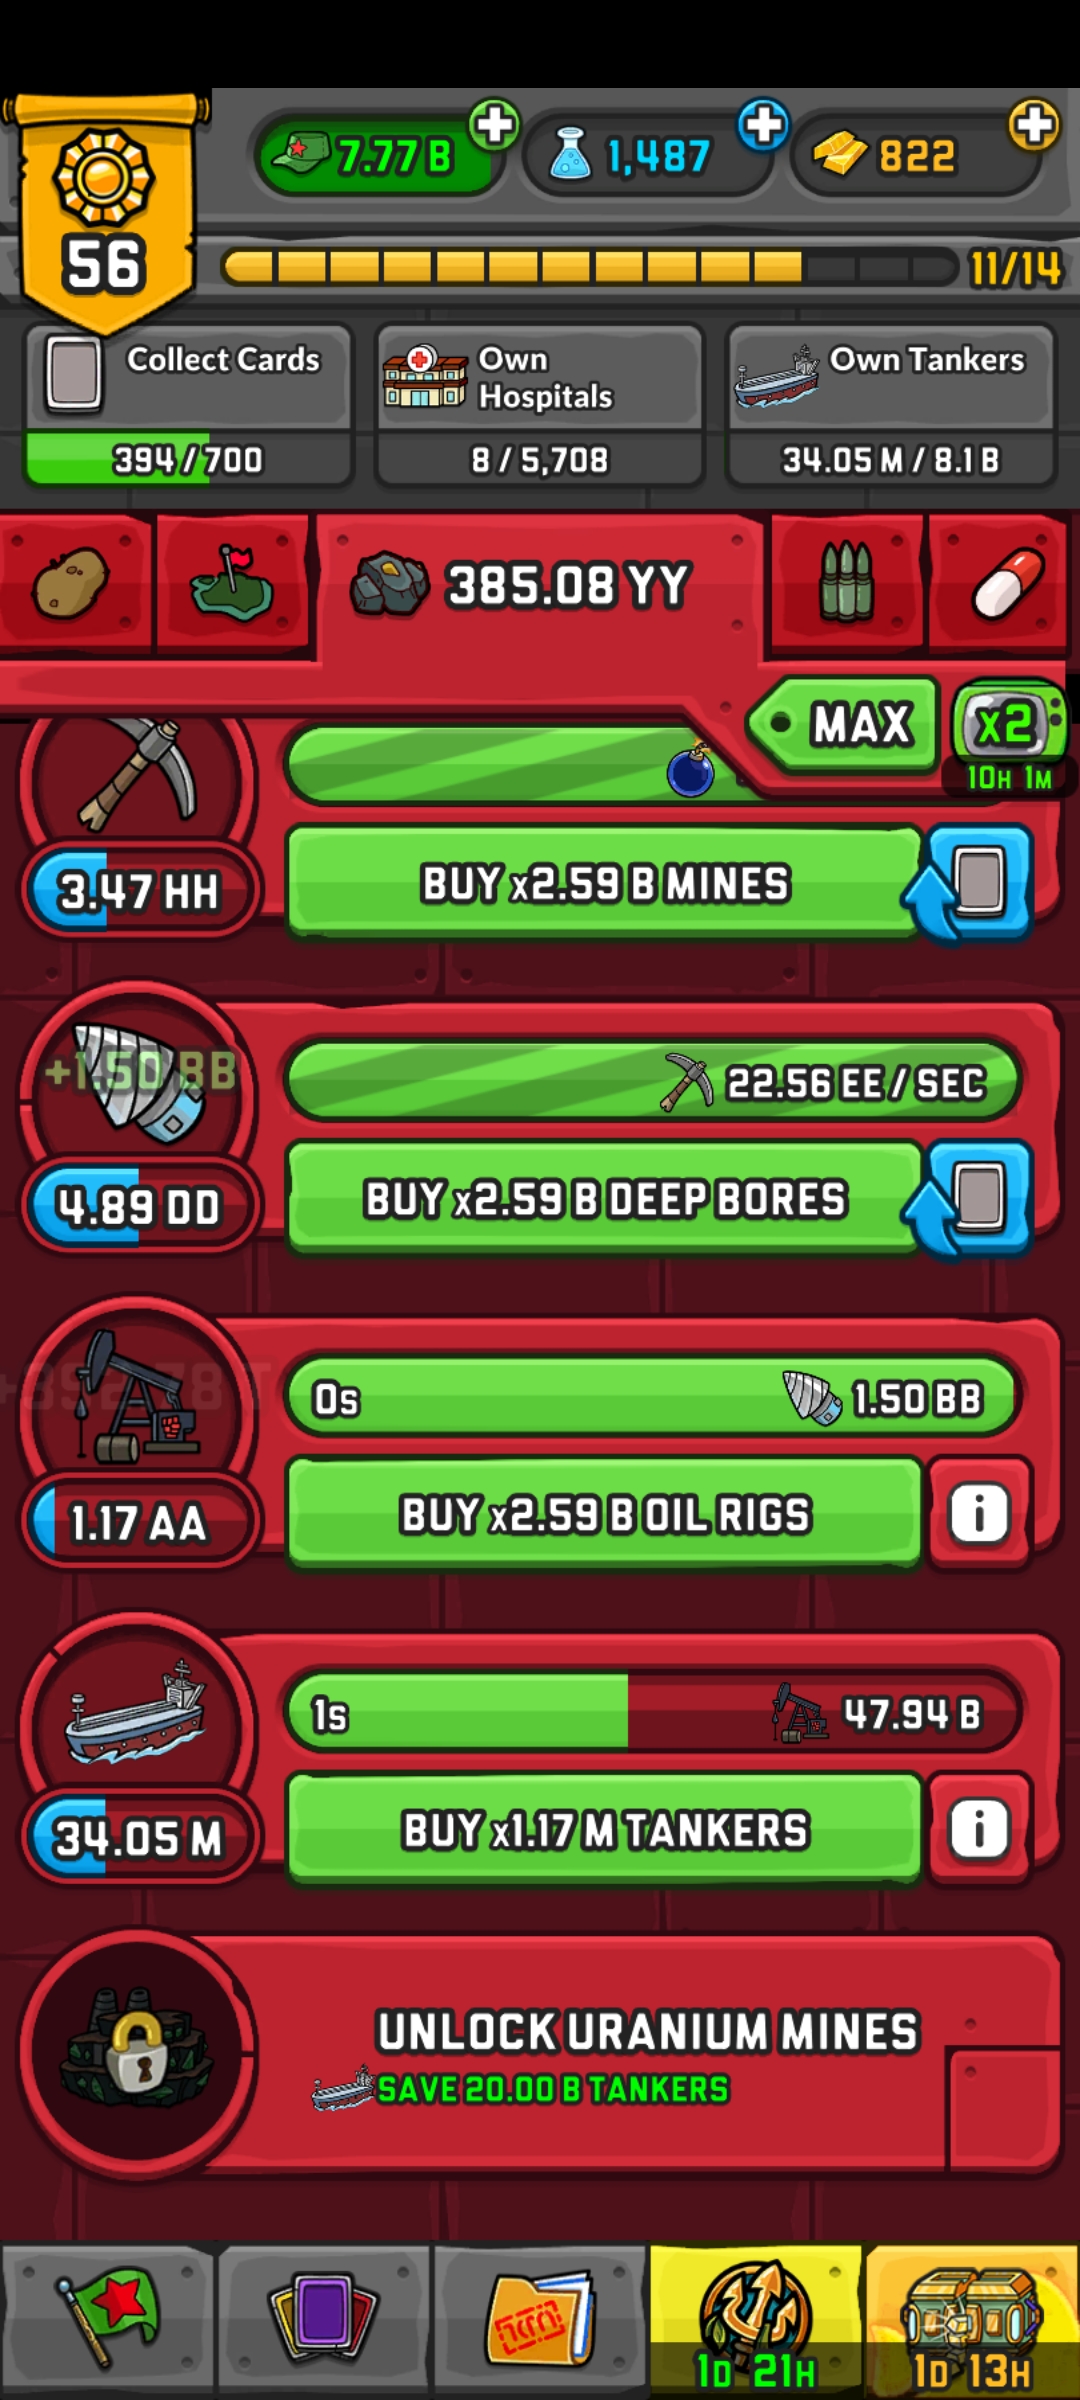 7.77 B
1,487
822
56
11/14
Collect Cards
394/700
Own
Hospitals
8/5,708
Own Tankers
34.05 M/8.1 B
385.08 YY
MAX
x2
10H 1M
3.47 HH
BUY x2.59 B MINES
+1.50 BB
22.56 EE/SEC
4.89 DD
BUY x2.59 B DEEP BORES
0s
1.50 BB
1.17 AA
BUY x2.59 B OIL RIGS
i
1s
47.94 B
34.05 M
BUY x1.17 M TANKERS
i
UNLOCK URANIUM MINES
SAVE 20.00 B TANKERS
1D 21H
1D 13H